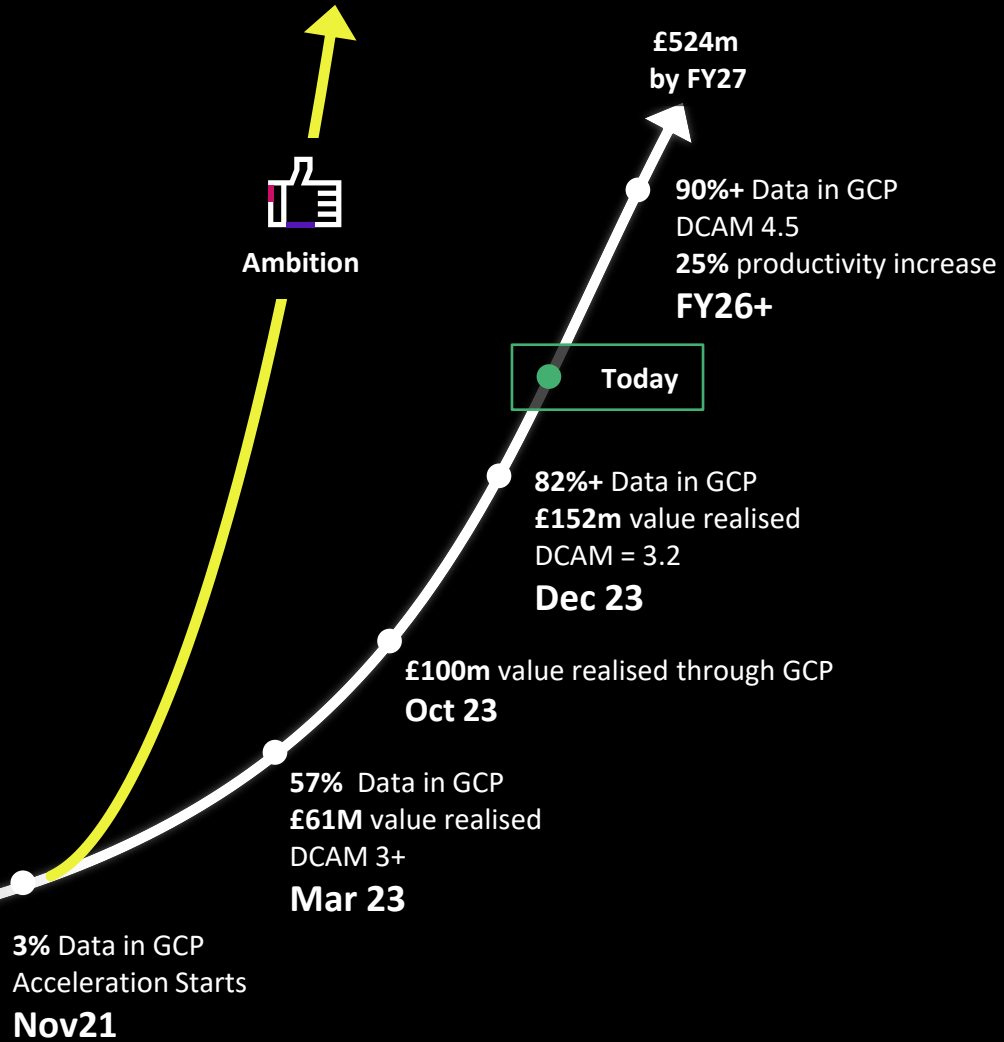 £524m
by FY27
Ambition
90%+ Data in GCP
DCAM 4.5
25% productivity increase
FY26+
Today
82%+ Data in GCP
£152m value realised
DCAM = 3.2
Dec 23
£100m value realised through GCP
Oct 23
57% Data in GCP
£61M value realised
DCAM 3+
Mar 23
3% Data in GCP
Acceleration Starts
Nov21